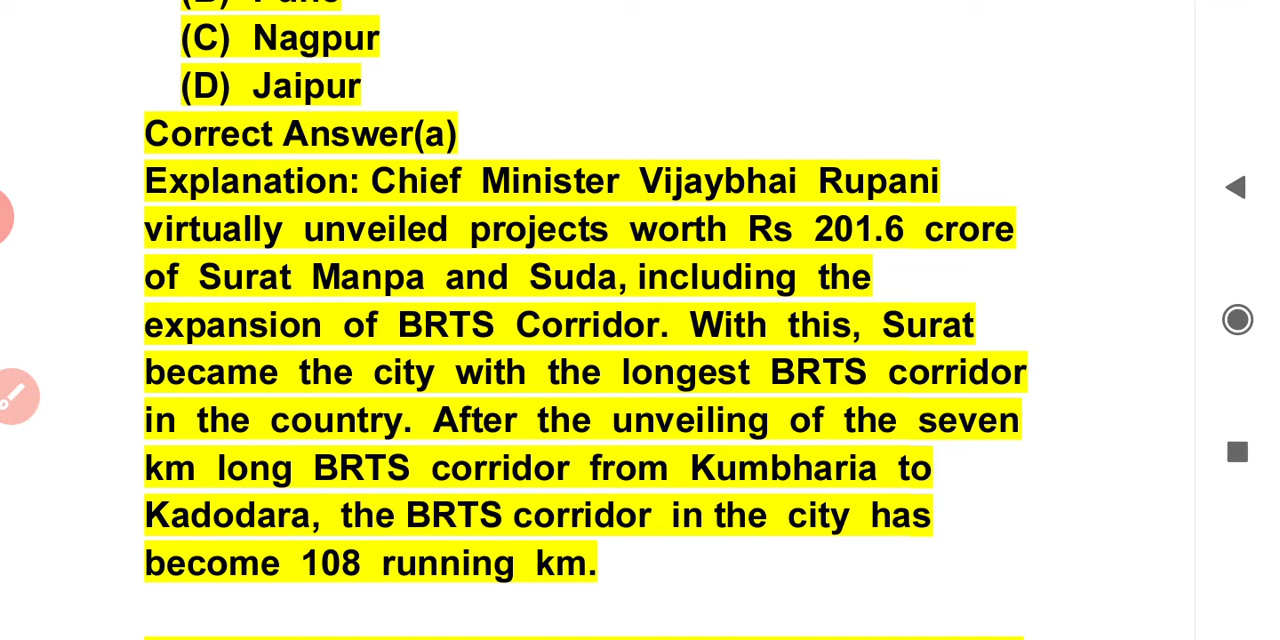 (C) Nagpur
(D) Jaipur
Correct Answer(a)
Explanation: Chief Minister Vijaybhai Rupani
virtually unveiled projects worth Rs 201.6 crore
of Surat Manpa and Suda, including the
expansion of BRTS Corridor. With this, Surat
became the city with the longest BRTS corridor
in the country. After the unveiling of the seven
km long BRTS corridor from Kumbharia to
Kadodara, the BRTS corridor in the city has
become 108 running km.